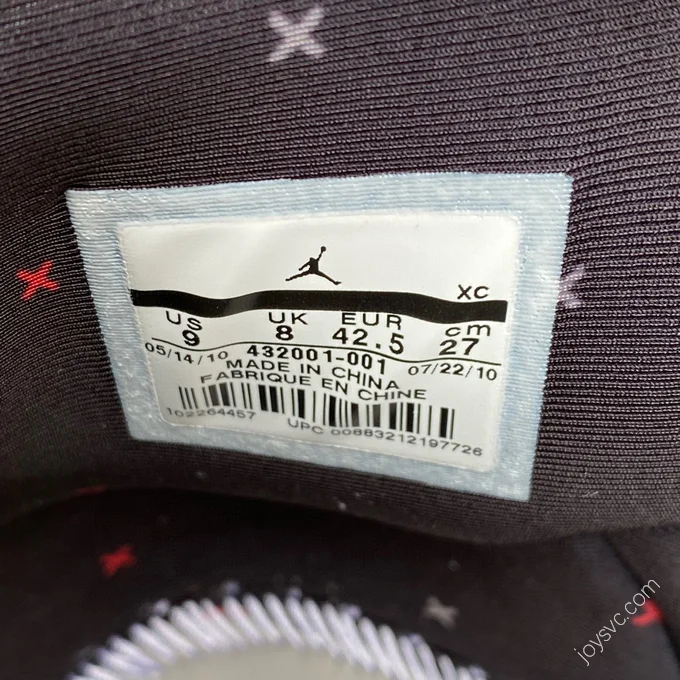 XC
US UK EUR cm
9 8 42.5 27
05/14/10 432001-001 07/22/10
MADE IN CHINA
FABRIQUE EN CHINE
102264457 UPC 00883212197726
joysvc.com